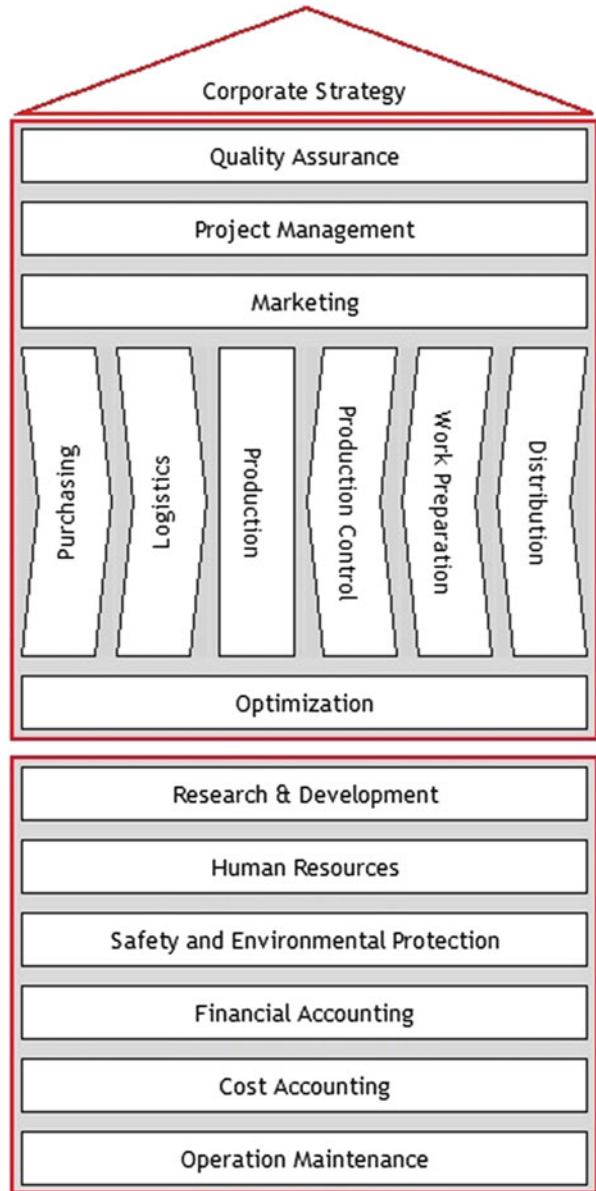 Corporate Strategy
Quality Assurance
Project Management
Marketing
Purchasing
Logistics
Production
Production Control
Work Preparation
Distribution
Optimization
Research & Development
Human Resources
Safety and Environmental Protection
Financial Accounting
Cost Accounting
Operation Maintenance